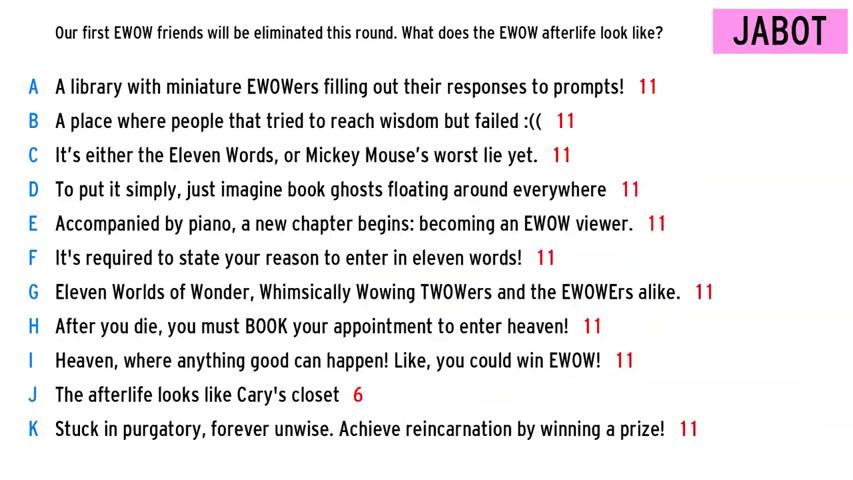 Our first EWOW friends will be eliminated this round. What does the EWOW afterlife look like?
JABOT
A A library with miniature EWOWers filling out their responses to prompts! 11
B A place where people that tried to reach wisdom but failed :(( 11
C It's either the Eleven Words, or Mickey Mouse's worst lie yet. 11
D To put it simply, just imagine book ghosts floating around everywhere 11
E Accompanied by piano, a new chapter begins: becoming an EWOW viewer. 11
F It's required to state your reason to enter in eleven words! 11
G Eleven Worlds of Wonder, Whimsically Wowing TWOWers and the EWOWErs alike. 11
H After you die, you must BOOK your appointment to enter heaven! 11
I Heaven, where anything good can happen! Like, you could win EWOW! 11
J The afterlife looks like Cary's closet 6
K Stuck in purgatory, forever unwise. Achieve reincarnation by winning a prize! 11